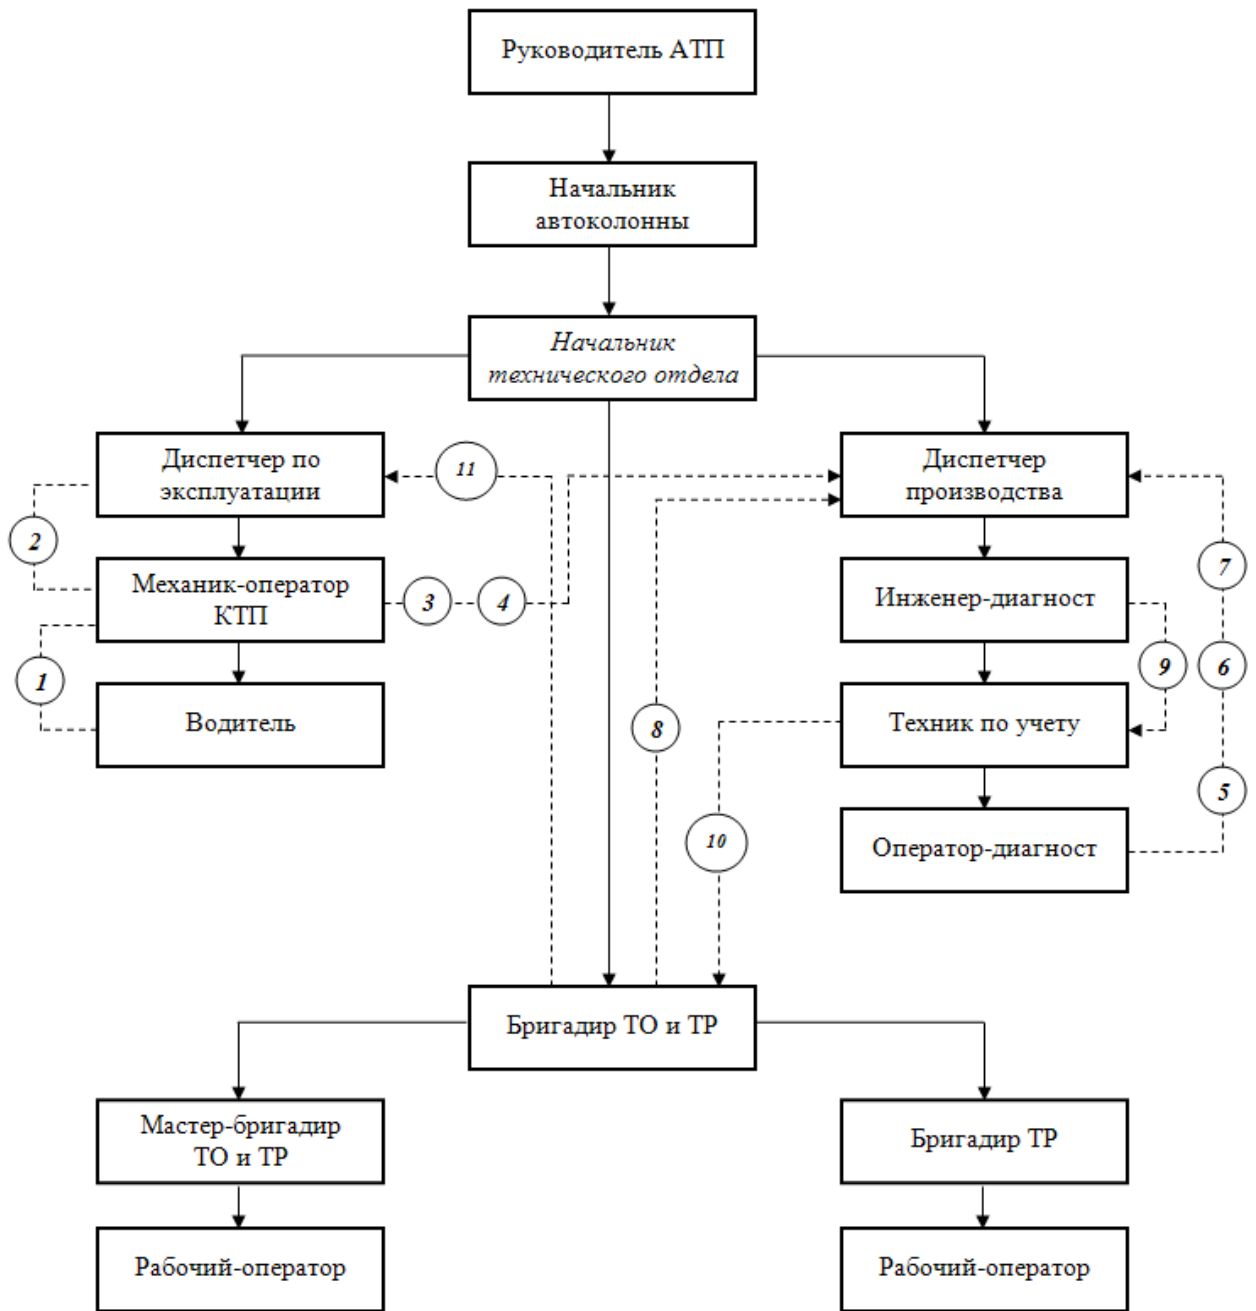 Руководитель АТП
Начальник
автоколонны
Начальник
технического отдела
Диспетчер по
эксплуатации
11
Диспетчер
производства
2
7
Механик-оператор
КТП
3
4
Инженер-диагност
1
9
6
Водитель
8
Техник по учету
5
10
Оператор-диагност
Бригадир ТО и ТР
Мастер-бригадир
ТО и ТР
Бригадир ТР
Рабочий-оператор
Рабочий-оператор